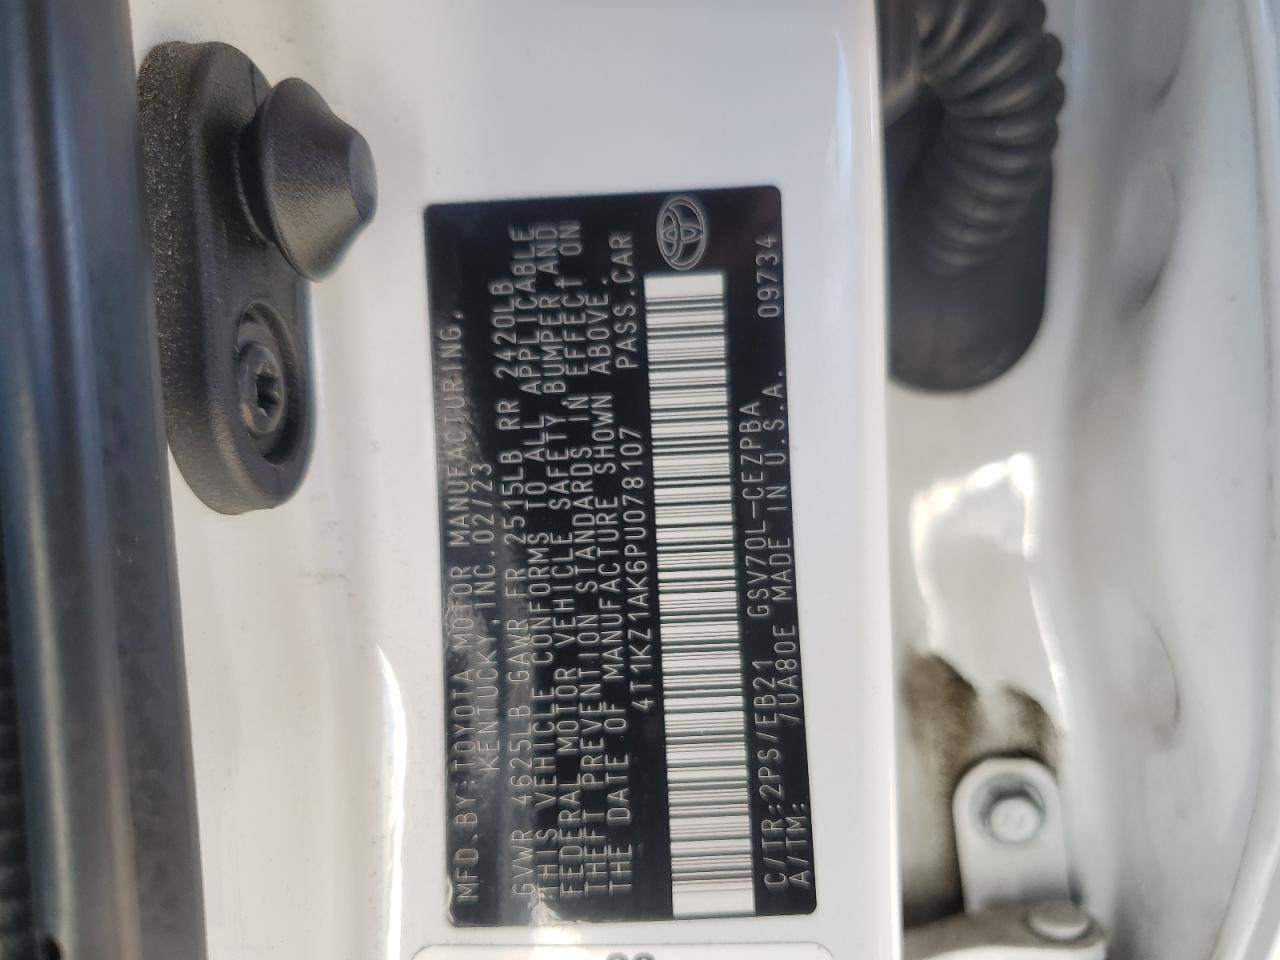 MFD.BY:TOYOTA MOTOR MANUFACTURING,
KENTUCKY,INC.02/23
GVWR 4625LB GAWR FR 2515LB RR 2420LB
THIS VEHICLE CONFORMS TO ALL APPLICABLE
FEDERAL MOTOR VEHICLE SAFETY,BUMPER AND
THEFT PREVENTION STANDARDS IN EFFECT ON
THE DATE OF MANUFACTURE SHOWN ABOVE.
4T1KZ1AK6PU078107 PASS.CAR
C/TR:2PS/EB21 GSV70L-CEZPBA 09734
A/TM: /UA80E MADE IN U.S.A.